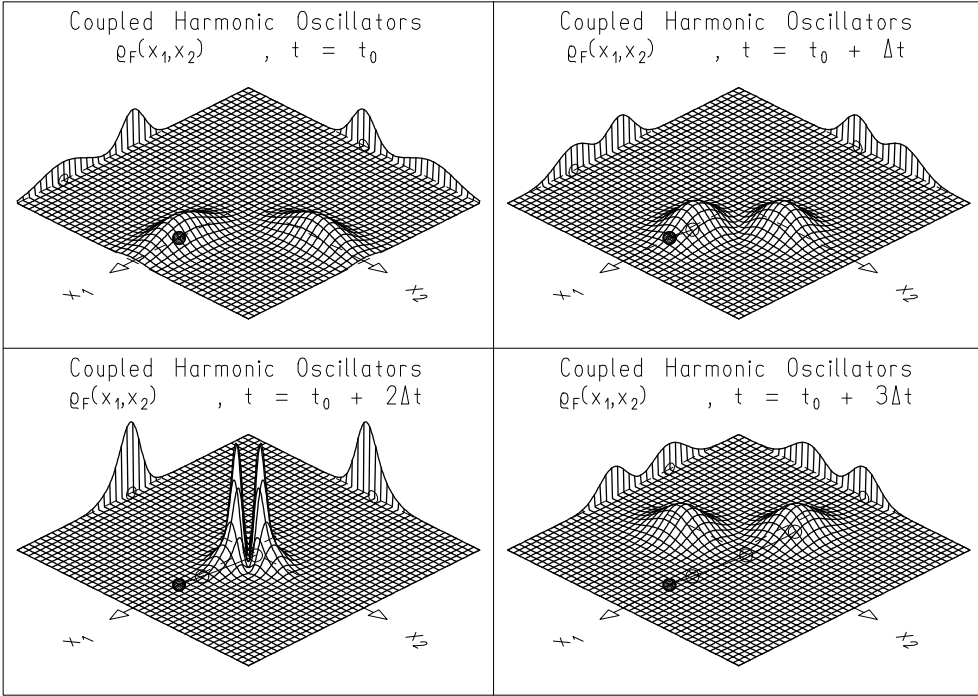 Coupled Harmonic Oscillators
ϱF(x1,x2) , t = t0
x1
x2
Coupled Harmonic Oscillators
ϱF(x1,x2) , t = t0 + Δt
x1
x2
Coupled Harmonic Oscillators
ϱF(x1,x2) , t = t0 + 2Δt
x1
x2
Coupled Harmonic Oscillators
ϱF(x1,x2) , t = t0 + 3Δt
x1
x2